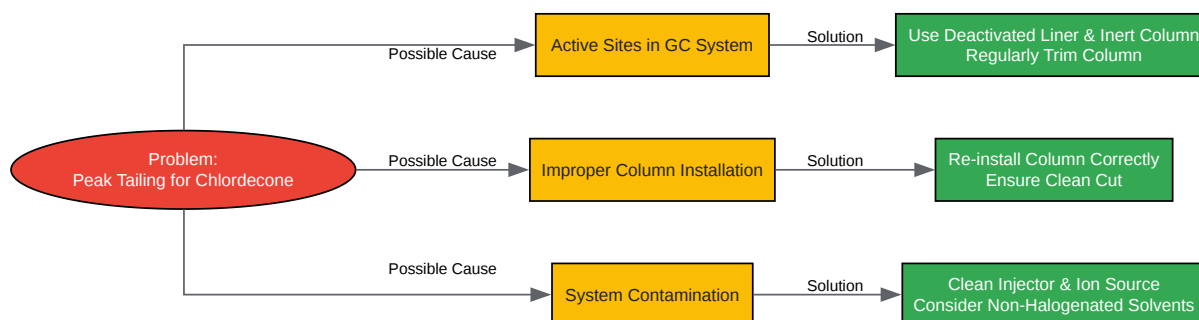 Problem:
Peak Tailing for Chlordecone
Possible Cause
Active Sites in GC System
Solution
Use Deactivated Liner & Inert Column
Regularly Trim Column
Possible Cause
Improper Column Installation
Solution
Re-install Column Correctly
Ensure Clean Cut
Possible Cause
System Contamination
Solution
Clean Injector & Ion Source
Consider Non-Halogenated Solvents